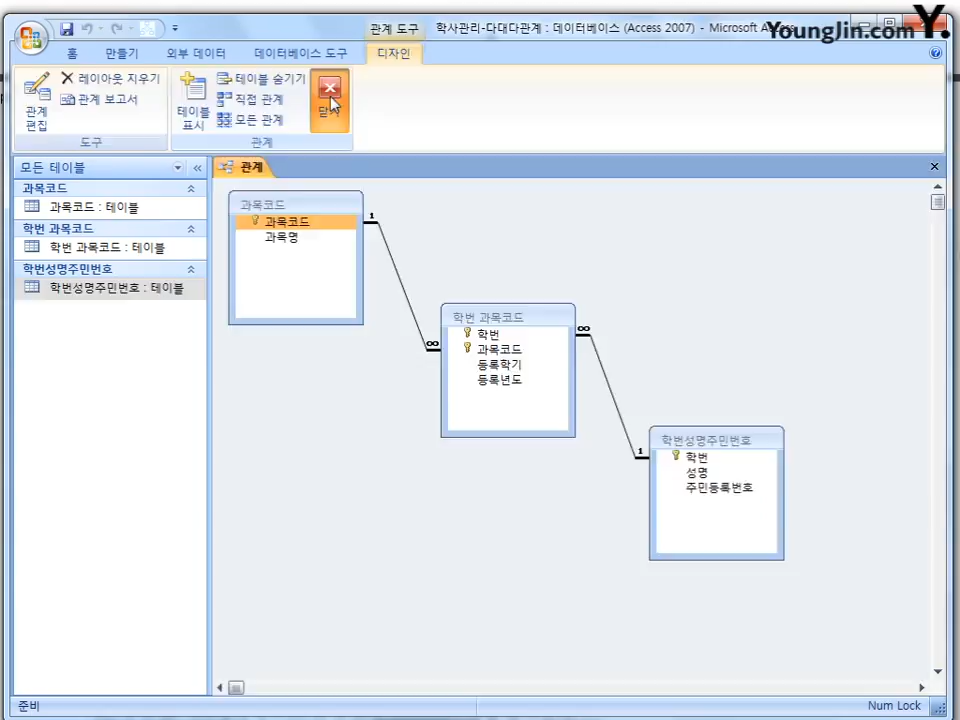 관계 도구
학사관리-다대다관계 : 데이터베이스 (Access 2007) - Microsoft
YoungJin.com Y.
홈 만들기 외부 데이터 데이터베이스 도구 디자인
관계
편집
레이아웃 지우기
관계 보고서
도구
테이블
표시
테이블 숨기기
직접 관계
모든 관계
닫기
관계
모든 테이블
과목코드
과목코드 : 테이블
학번 과목코드
학번 과목코드 : 테이블
학번성명주민번호
학번성명주민번호 : 테이블
관계
과목코드
과목코드
과목명
1
∞
학번 과목코드
학번
과목코드
등록학기
등록년도
∞
1
학번성명주민번호
학번
성명
주민등록번호
준비
Num Lock